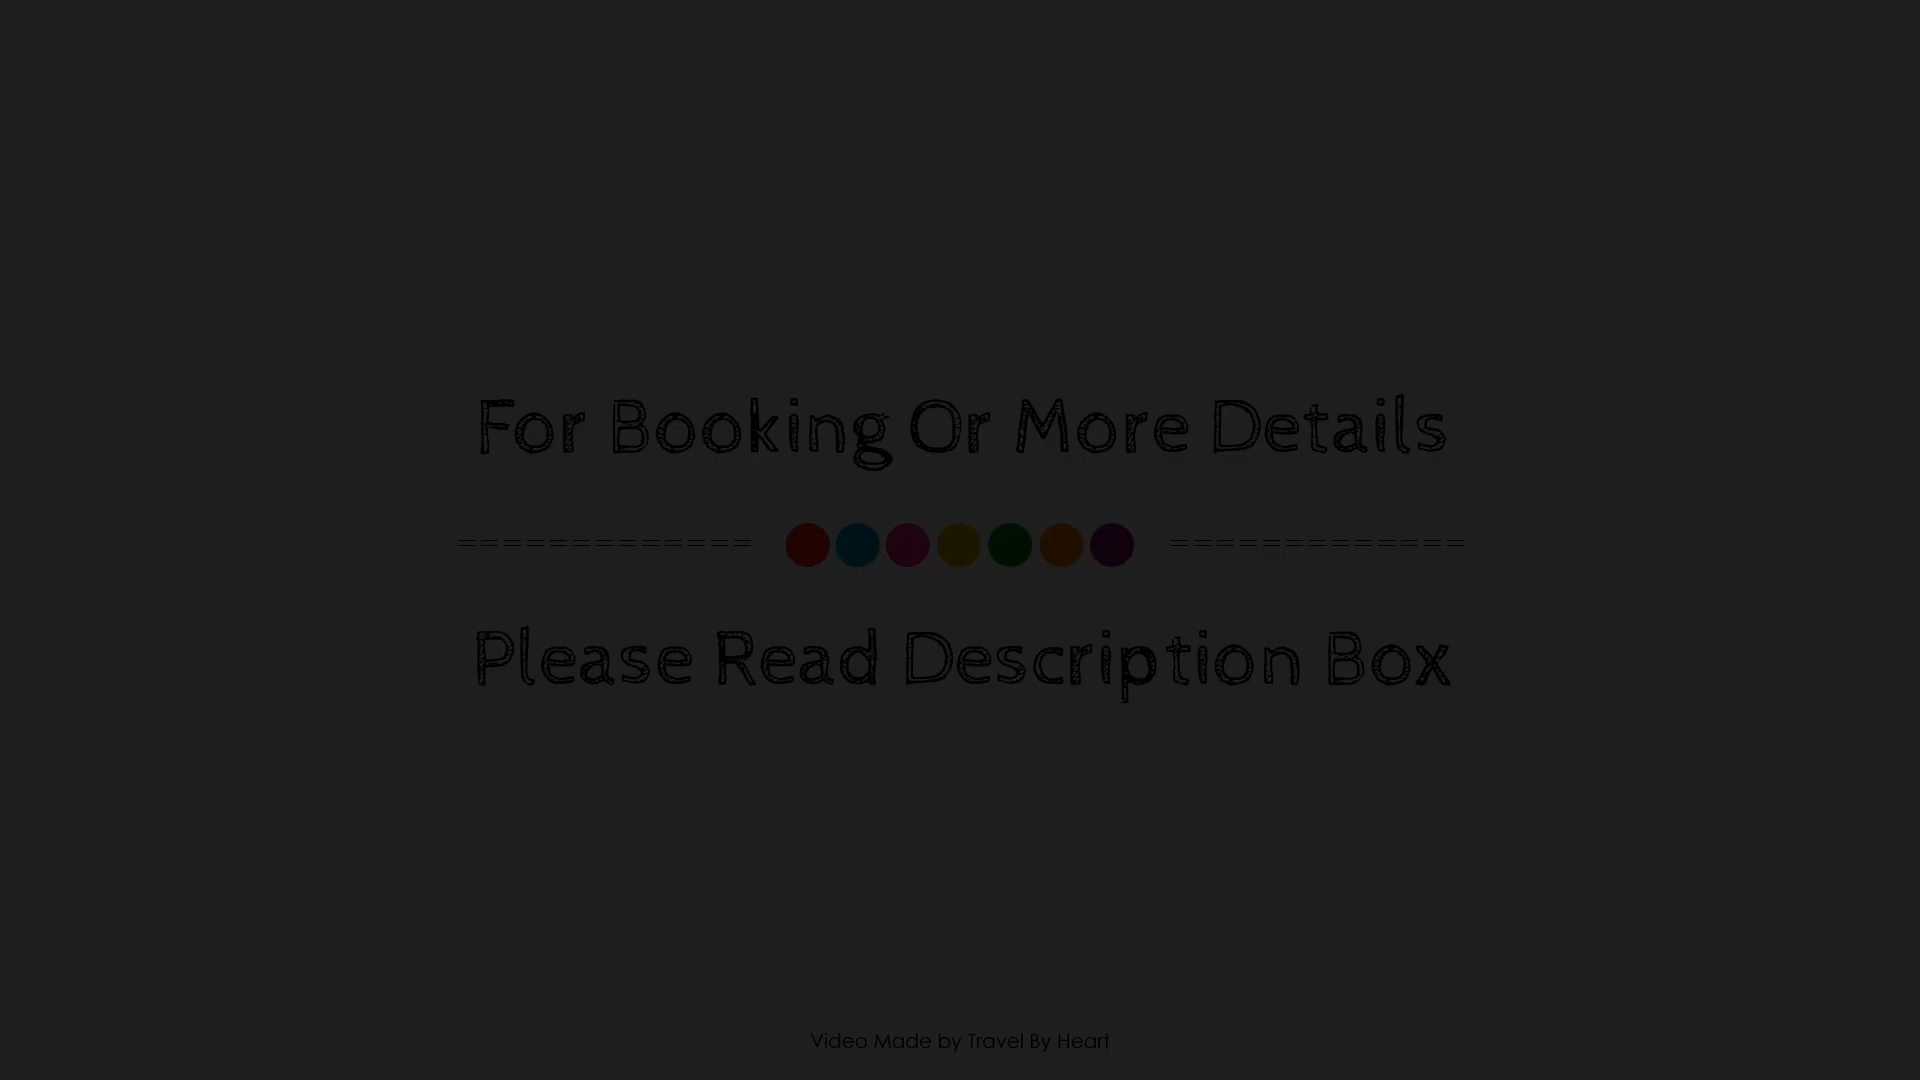 For Booking Or More Details
============= =============
Please Read Description Box
Video Made by Travel By Heart